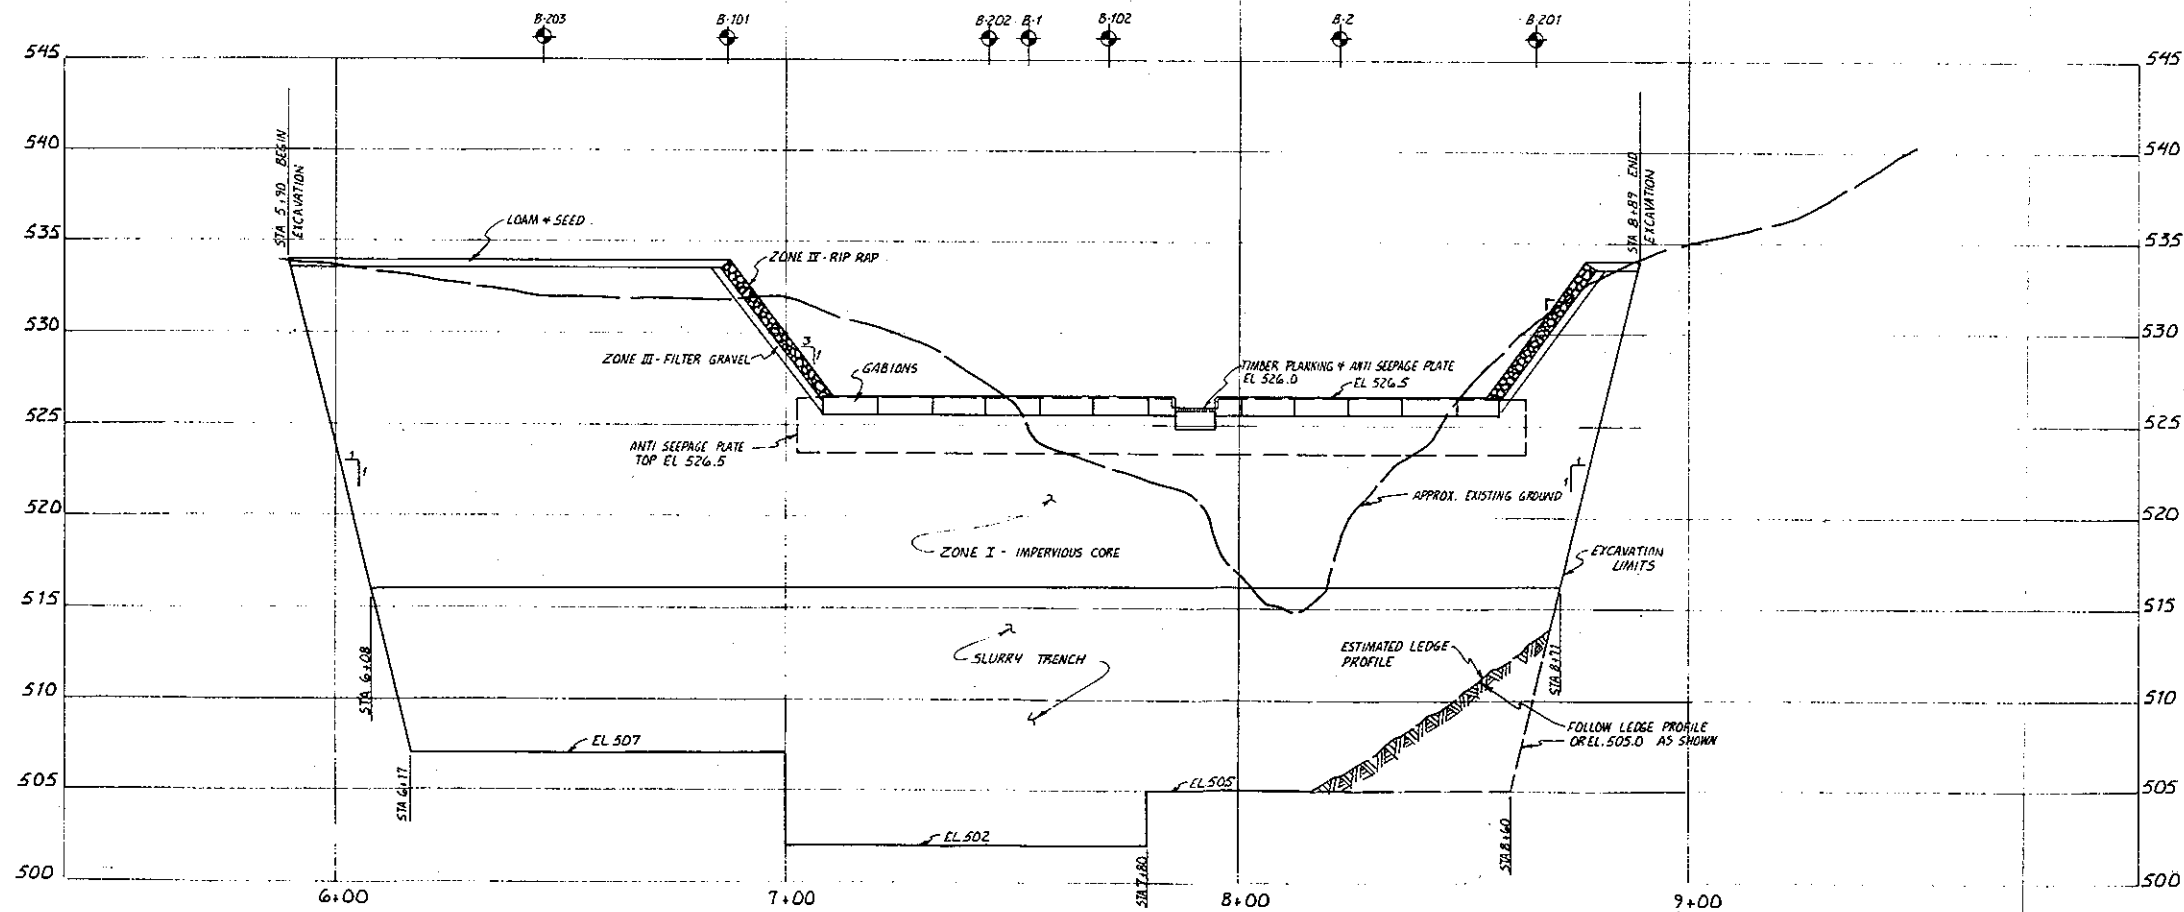 B-203 B-101 B-202 B-1 B-102 B-2 B-201
545 545
540 540
STA 5+90 BEGIN
EXCAVATION
STA 8+89 END
EXCAVATION
LOAM & SEED
535 535
ZONE IV - RIP RAP
530 530
3
1
ZONE III - FILTER GRAVEL
GABIONS
TIMBER PLANKING & ANTI SEEPAGE PLATE
EL 526.0
EL 526.5
525 525
ANTI SEEPAGE PLATE
TOP EL 526.5
1
1
1
1
APPROX. EXISTING GROUND
520 520
2
ZONE I - IMPERVIOUS CORE
EXCAVATION
LIMITS
515 515
2
SLURRY TRENCH
ESTIMATED LEDGE
PROFILE
STA 6+08
STA 8+71
510 510
FOLLOW LEDGE PROFILE
OR EL. 505.0 AS SHOWN
EL 507
505 505
EL 505
STA 6+17
EL 502
STA 7+80
STA 8+60
500 500
6+00 7+00 8+00 9+00